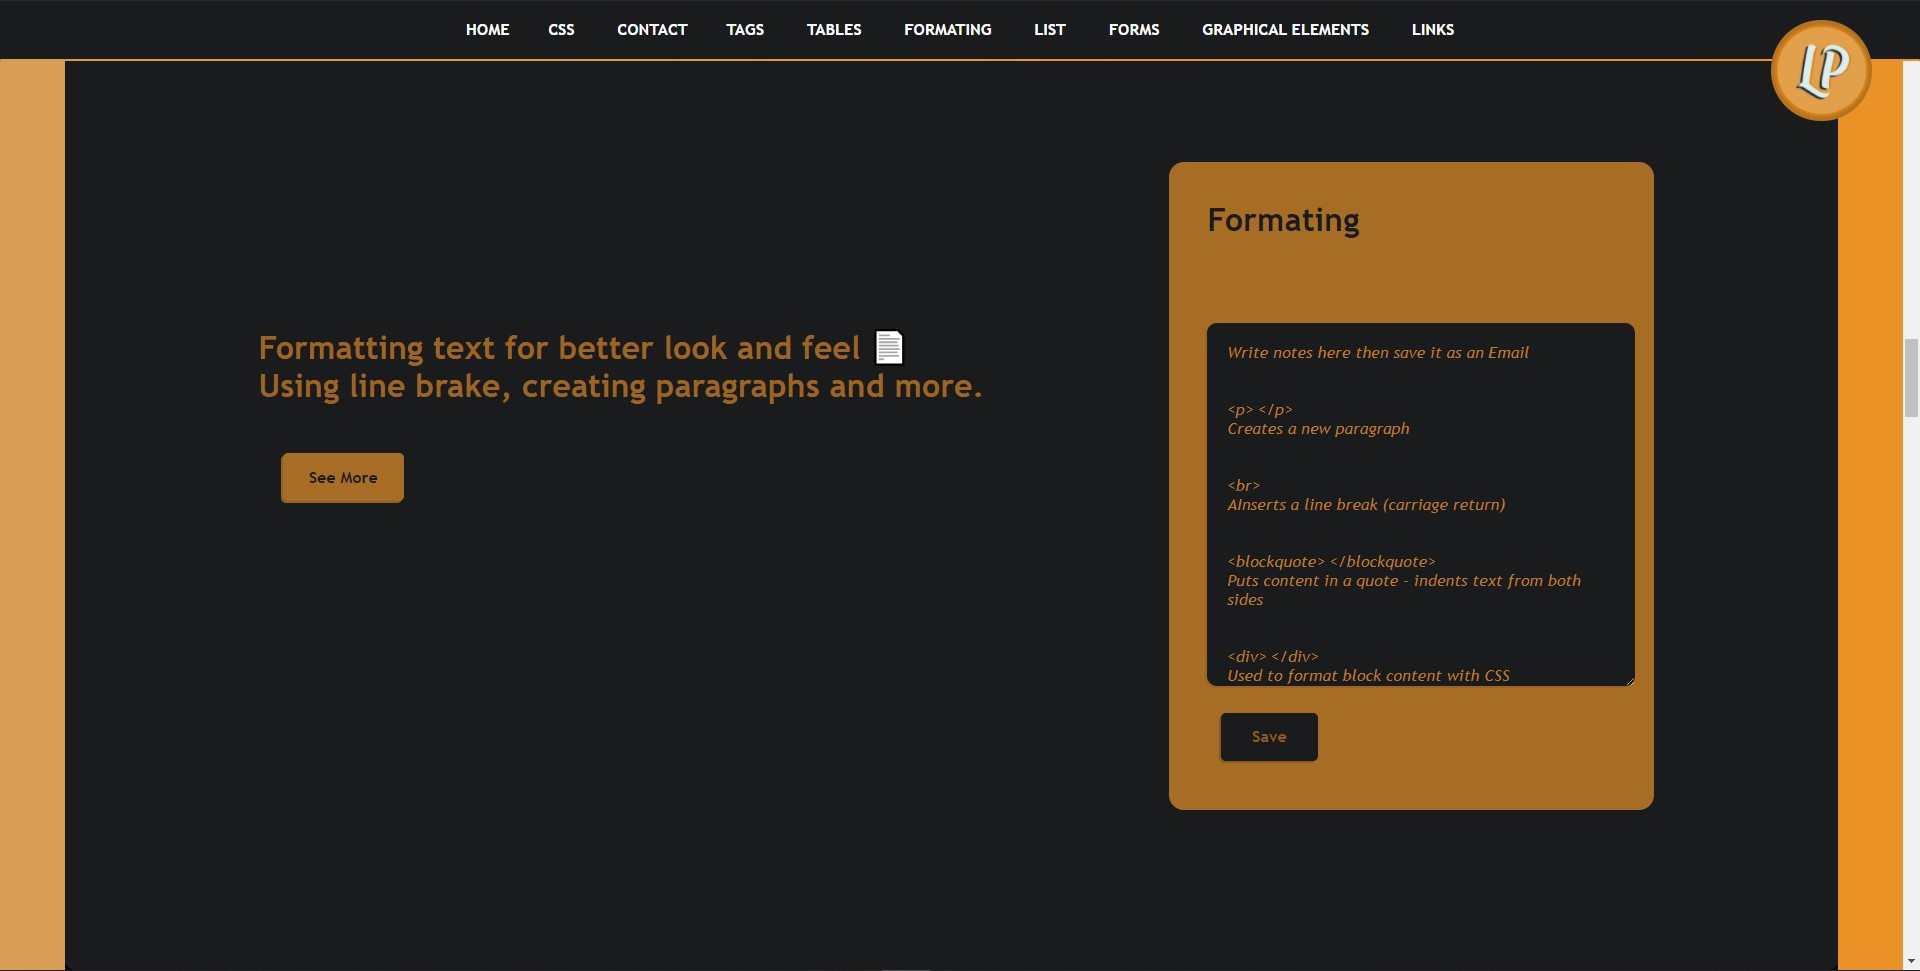 HOME CSS CONTACT TAGS TABLES FORMATING LIST FORMS GRAPHICAL ELEMENTS LINKS
LP
Formatting text for better look and feel
Using line brake, creating paragraphs and more.
See More
Formating
Write notes here then save it as an Email
<p> </p>
Creates a new paragraph
<br>
AInserts a line break (carriage return)
<blockquote> </blockquote>
Puts content in a quote - indents text from both
sides
<div> </div>
Used to format block content with CSS
Save